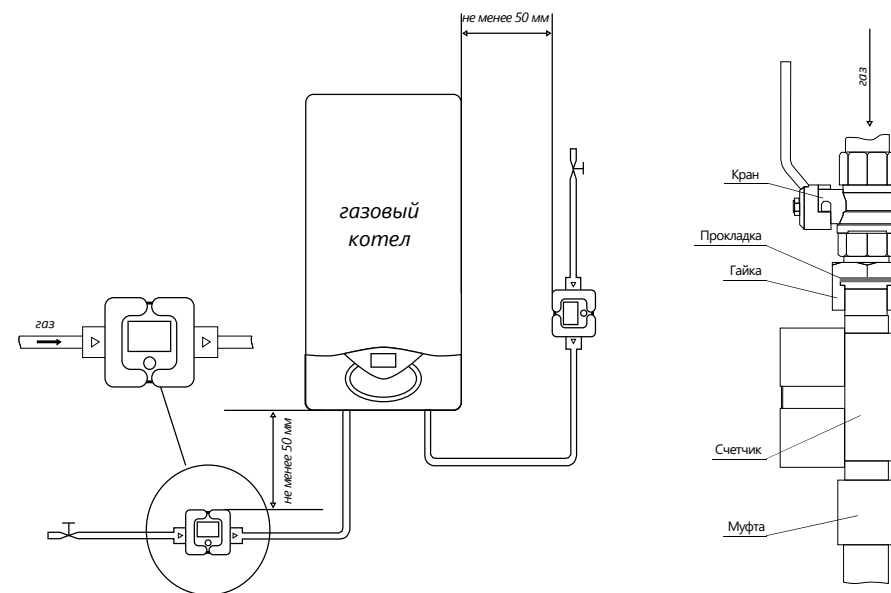 не менее 50 мм
газовый
котел
газ
не менее 50 мм
газ
Кран
Прокладка
Гайка
Счетчик
Муфта